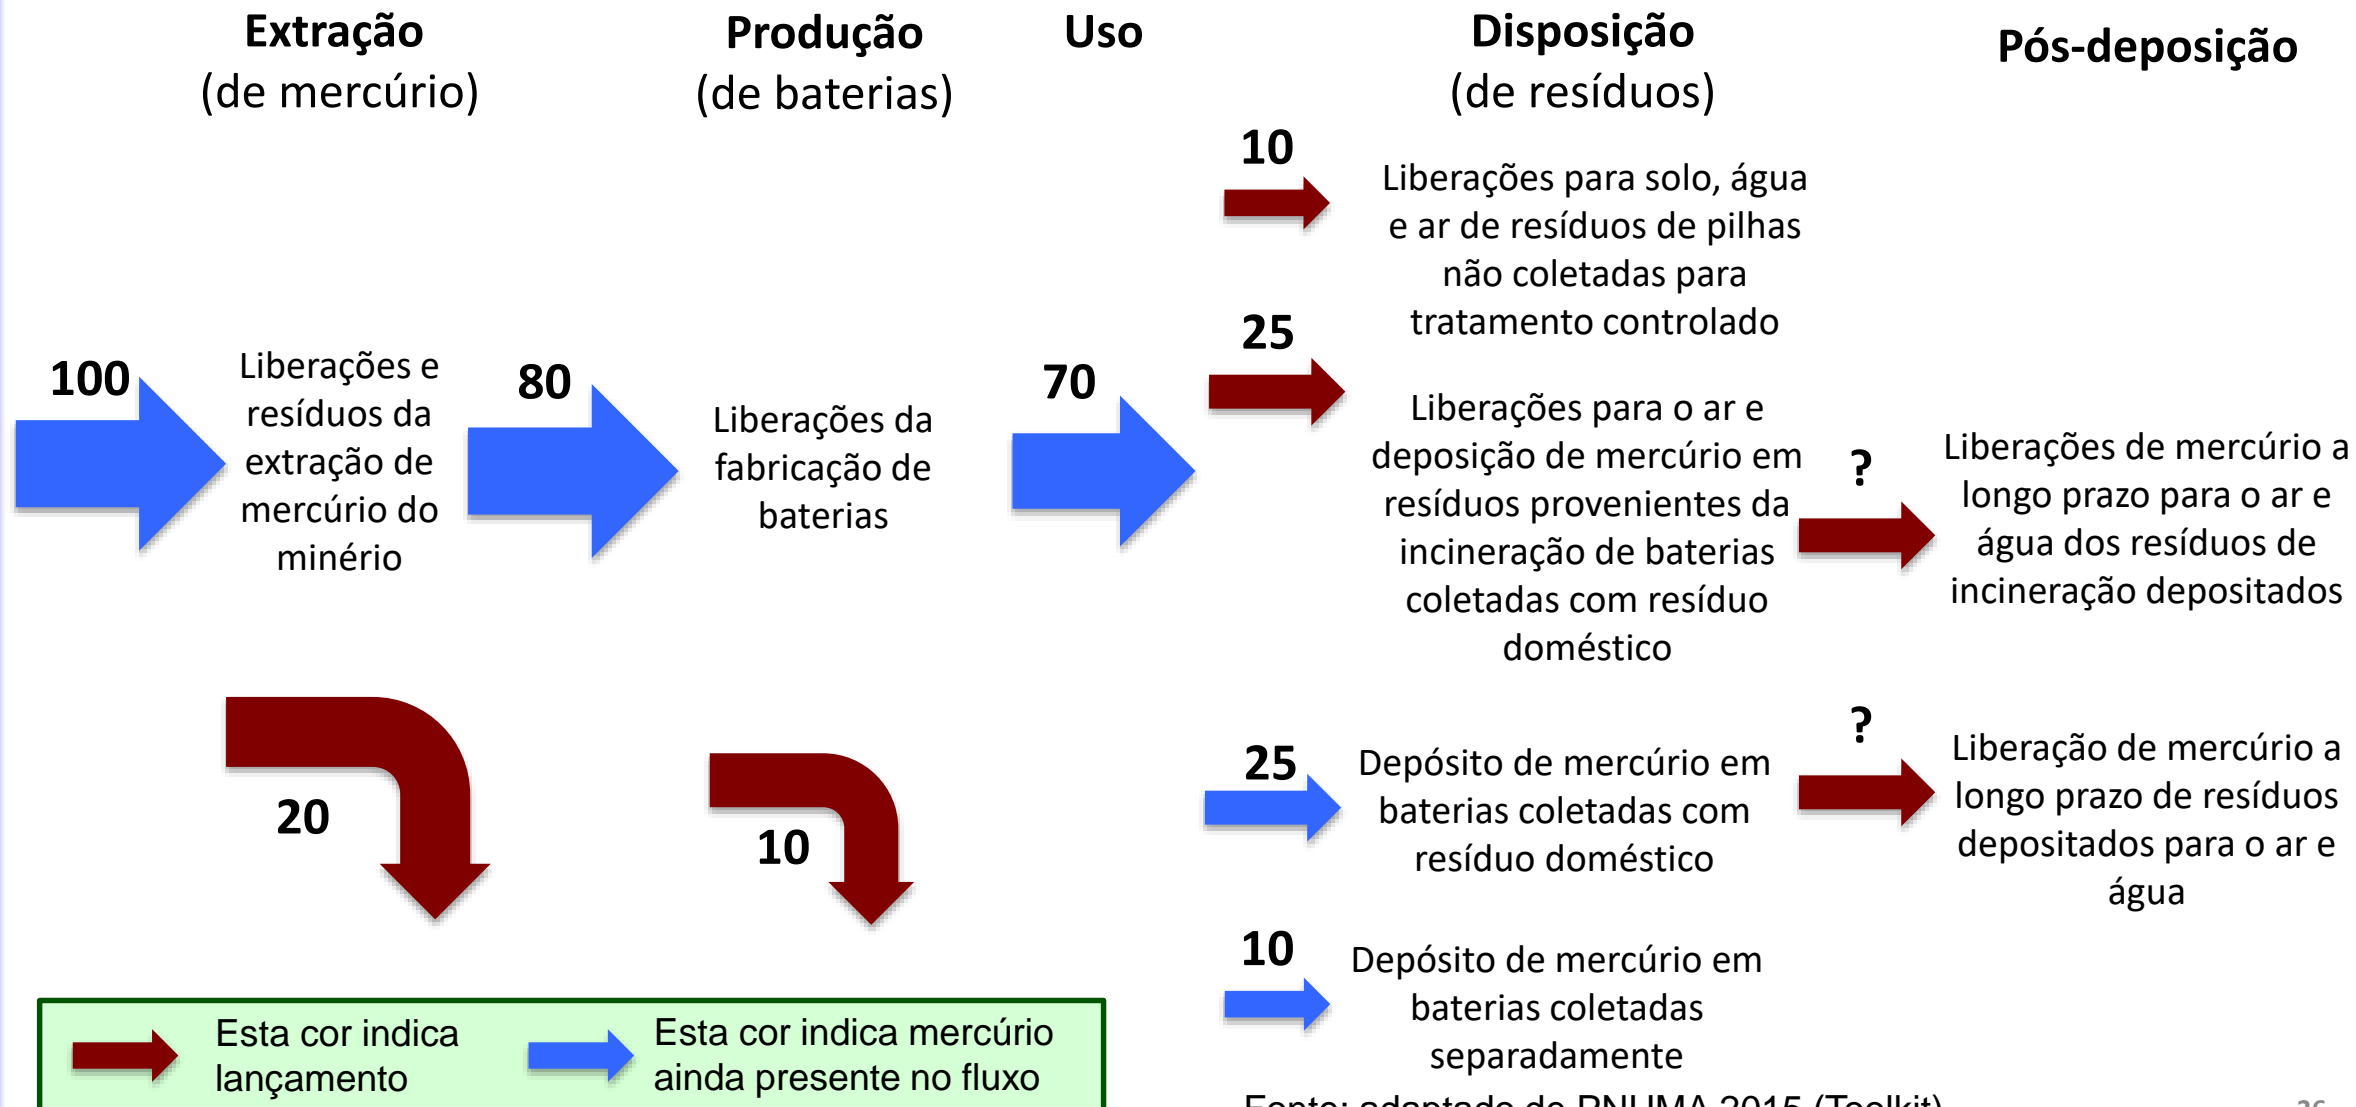 Extração
(de mercúrio)
Produção
(de baterias)
Uso
Disposição
(de resíduos)
Pós-deposição
100
Liberações e
resíduos da
extração de
mercúrio do
minério
20
80
Liberações da
fabricação de
baterias
10
70
10
Liberações para solo, água
e ar de resíduos de pilhas
não coletadas para
tratamento controlado
25
Liberações para o ar e
deposição de mercúrio em
resíduos provenientes da
incineração de baterias
coletadas com resíduo
doméstico
?
Liberações de mercúrio a
longo prazo para o ar e
água dos resíduos de
incineração depositados
25
Depósito de mercúrio em
baterias coletadas com
resíduo doméstico
?
Liberação de mercúrio a
longo prazo de resíduos
depositados para o ar e
água
10
Depósito de mercúrio em
baterias coletadas
separadamente
Esta cor indica
lançamento
Esta cor indica mercúrio
ainda presente no fluxo
Fonte: adaptado de PNUMA 2015 (Toolkit)